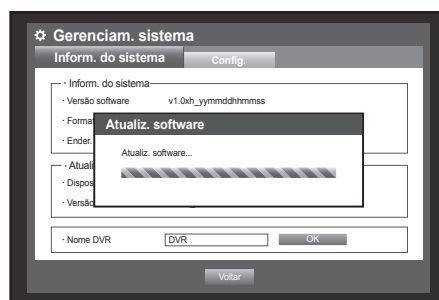 Gerenciam. sistema
Inform. do sistema Config.
· Inform. do sistema
· Versão software v1.0xh_yymmddhhmmss
· Format
· Ender.
Atualiz. software
Atualiz. software...
· Atuali
· Dispos
· Versão
· Nome DVR DVR OK
Voltar